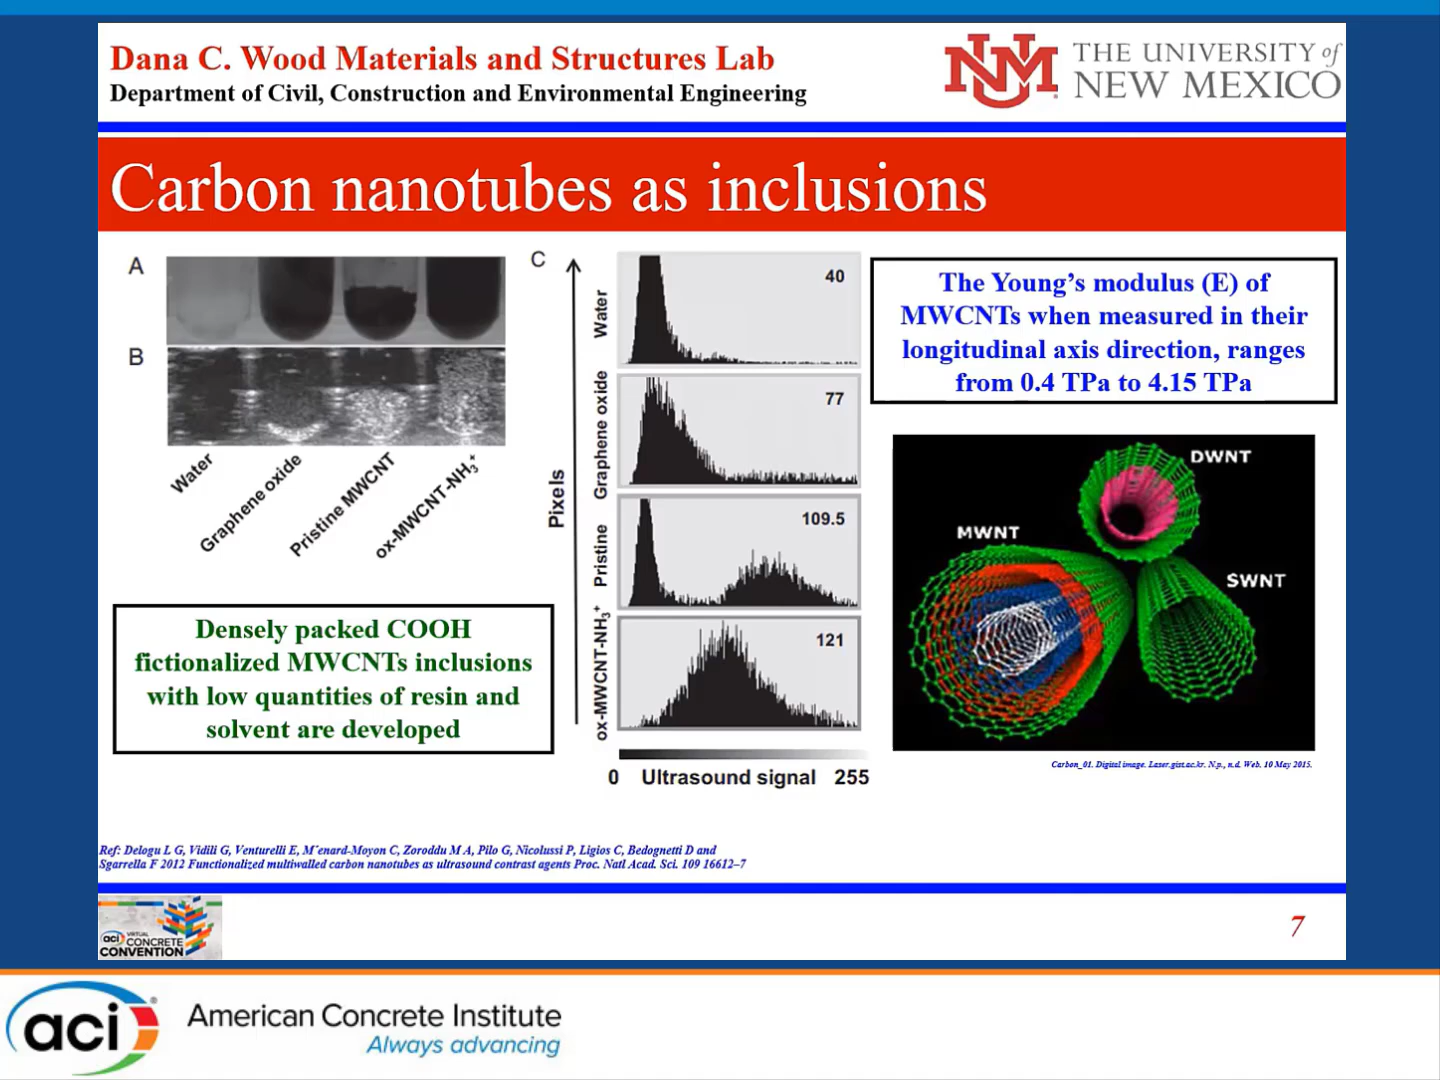 Dana C. Wood Materials and Structures Lab
Department of Civil, Construction and Environmental Engineering
UNM
THE UNIVERSITY of
NEW MEXICO
Carbon nanotubes as inclusions
A
B
Water
Graphene oxide
Pristine MWCNT
ox-MWCNT-NH3+
Densely packed COOH
fictionalized MWCNTs inclusions
with low quantities of resin and
solvent are developed
C
Pixels
Water
40
Graphene oxide
77
Pristine
109.5
ox-MWCNT-NH3+
121
0 Ultrasound signal 255
The Young’s modulus (E) of
MWCNTs when measured in their
longitudinal axis direction, ranges
from 0.4 TPa to 4.15 TPa
DWNT
MWNT
SWNT
Carbon_01. Digital image. Laser.gist.ac.kr. N.p., n.d. Web. 10 May 2015.
Ref: Delogu L G, Vidili G, Venturelli E, M´enard-Moyon C, Zoroddu M A, Pilo G, Nicolussi P, Ligios C, Bedognetti D and
Sgarrella F 2012 Functionalized multiwalled carbon nanotubes as ultrasound contrast agents Proc. Natl Acad. Sci. 109 16612–7
aci VIRTUAL
CONCRETE
CONVENTION
7
aci
American Concrete Institute
Always advancing